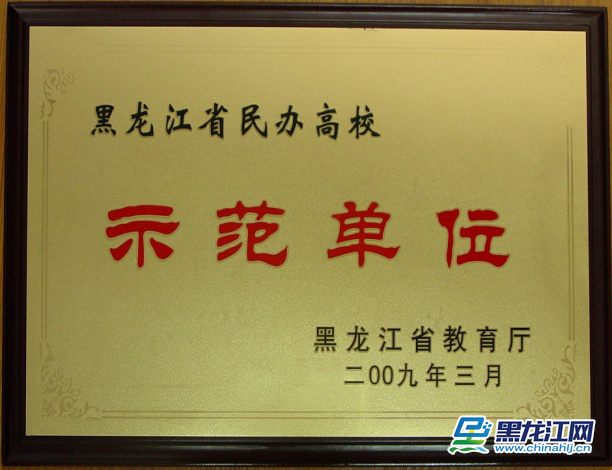 黑龙江省民办高校
示范单位
黑龙江省教育厅
二00九年三月
黑龙江网
www.chinahlj.cn